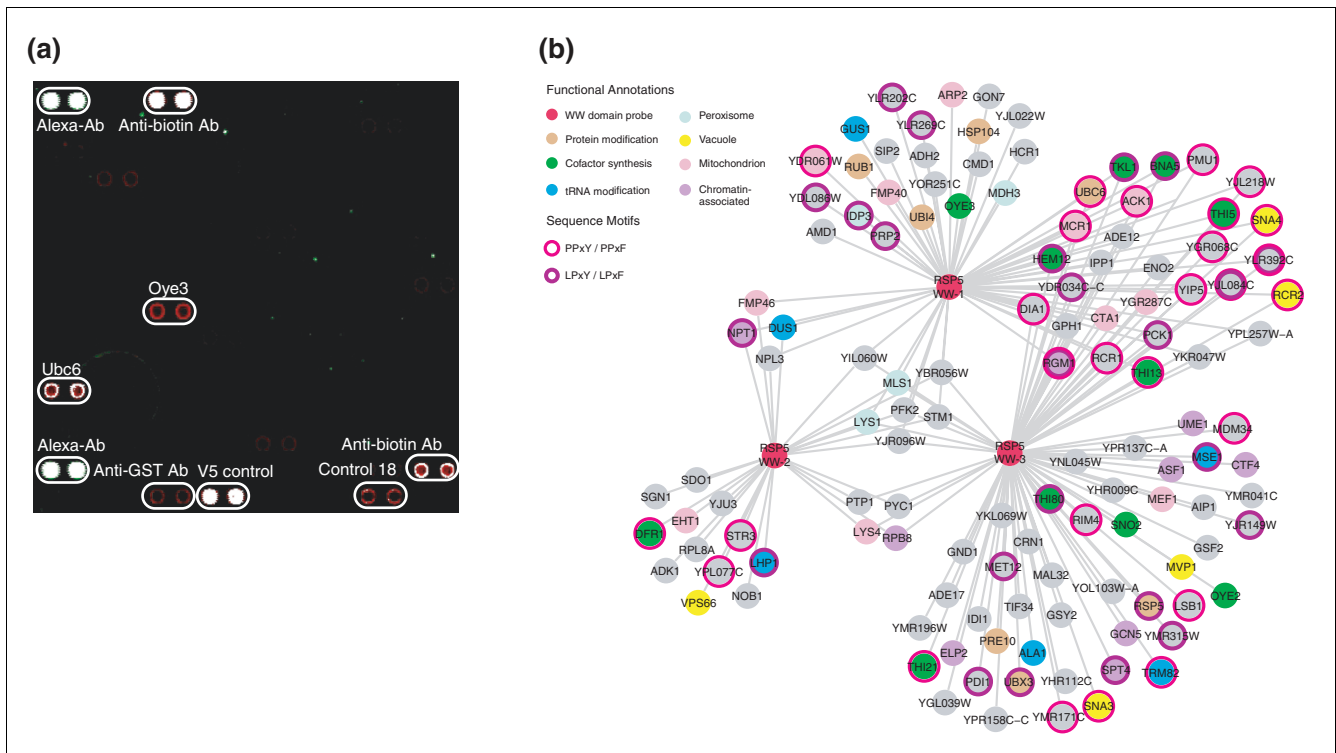 (a)
Alexa-Ab
Anti-biotin Ab
Oye3
Ubc6
Alexa-Ab
Anti-GST Ab
V5 control
Control 18
Anti-biotin Ab
(b)
Functional Annotations
WW domain probe
Protein modification
Cofactor synthesis
tRNA modification
Peroxisome
Vacuole
Mitochondrion
Chromatin-
associated
Sequence Motifs
PPxY / PPxF
LPxY / LPxF
YLR202C
ARP2
GON7
YJL022W
GUS1
YLR269C
HSP104
SIP2
ADH2
HCR1
YDR061W
RUB1
CMD1
YOR251C
FMP40
MDH3
YDL086W
IDP3
UBI4
OYE3
AMD1
PRP2
TKL1
BNA5
PMU1
UBC6
ACK1
YJL218W
THI5
SNA4
MCR1
ADE12
YGR068C
HEM12
IPP1
ENO2
YLR392C
YDR034C-C
YIP5
YJL084C
YGR287C
RCR2
RSP5
WW-1
DIA1
CTA1
GPH1
PCK1
YPL257W-A
RGM1
RCR1
THI13
YKR047W
FMP46
NPT1
DUS1
NPL3
YIL060W
YBR056W
MLS1
PFK2
STM1
LYS1
YJR096W
RSP5
WW-2
RSP5
WW-3
UME1
MDM34
YPR137C-A
YNL045W
MSE1
ASF1
CTF4
SDO1
SGN1
YJU3
PTP1
PYC1
THI80
YHR009C
MEF1
YMR041C
AIP1
DFR1
EHT1
STR3
LYS4
RPB8
YKL069W
RIM4
SNO2
YJR149W
RPL8A
CRN1
GSF2
ADK1
YPL077C
LHP1
GND1
MET12
MAL32
MVP1
NOB1
YOL103W-A
OYE2
VPS66
ADE17
TIF34
GSY2
RSP5
LSB1
IDI1
YMR196W
PRE10
GCN5
YMR315W
ELP2
ALA1
THI21
SPT4
TRM82
PDI1
UBX3
YHR112C
YGL039W
SNA3
YPR158C-C
YMR171C